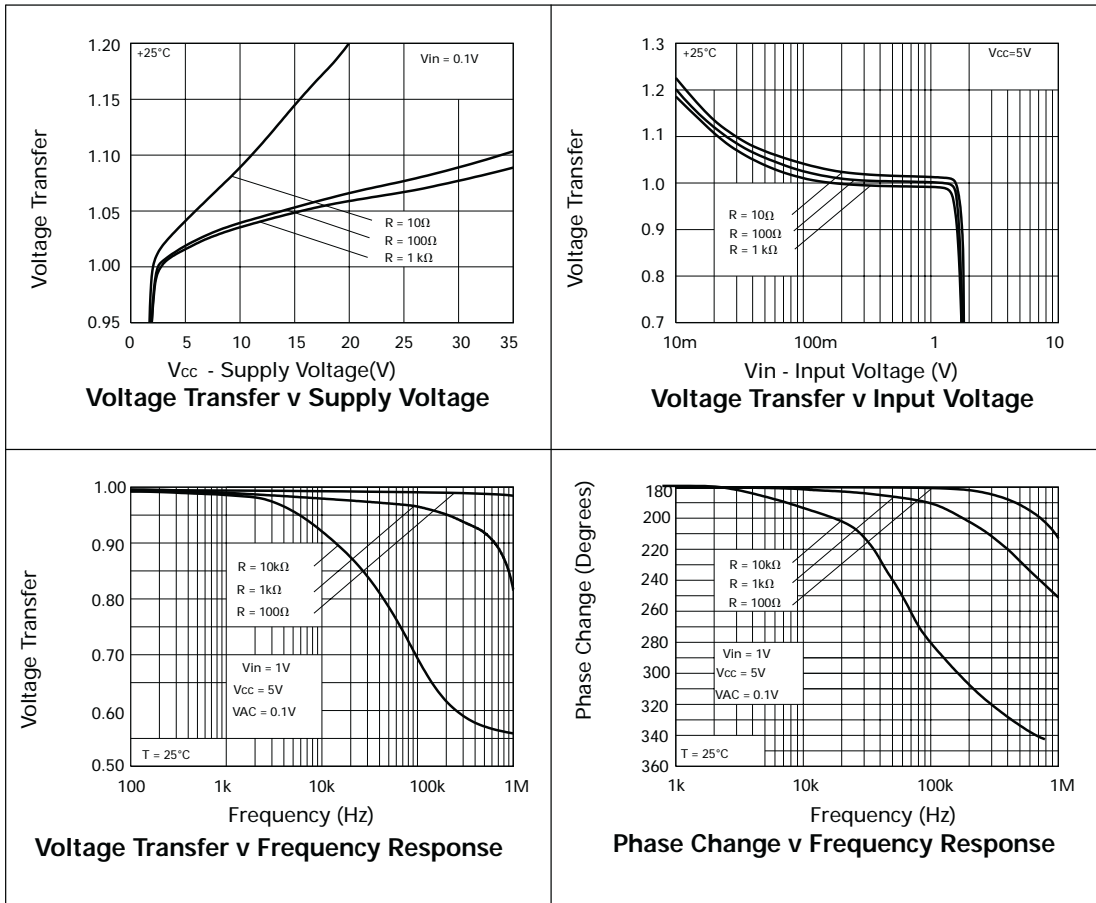 1.20
1.15
1.10
1.05
1.00
0.95
Voltage Transfer
+25°C
Vin = 0.1V
R = 10Ω
R = 100Ω
R = 1 kΩ
0 5 10 15 20 25 30 35
Vcc - Supply Voltage(V)
Voltage Transfer v Supply Voltage
1.3
1.2
1.1
1.0
0.9
0.8
0.7
Voltage Transfer
+25°C
Vcc=5V
R = 10Ω
R = 100Ω
R = 1 kΩ
10m 100m 1 10
Vin - Input Voltage (V)
Voltage Transfer v Input Voltage
1.00
0.90
0.80
0.70
0.60
0.50
Voltage Transfer
R = 10kΩ
R = 1kΩ
R = 100Ω
Vin = 1V
Vcc = 5V
VAC = 0.1V
T = 25°C
100 1k 10k 100k 1M
Frequency (Hz)
Voltage Transfer v Frequency Response
180
200
220
240
260
280
300
320
340
360
Phase Change (Degrees)
R = 10kΩ
R = 1kΩ
R = 100Ω
Vin = 1V
Vcc = 5V
VAC = 0.1V
T = 25°C
1k 10k 100k 1M
Frequency (Hz)
Phase Change v Frequency Response